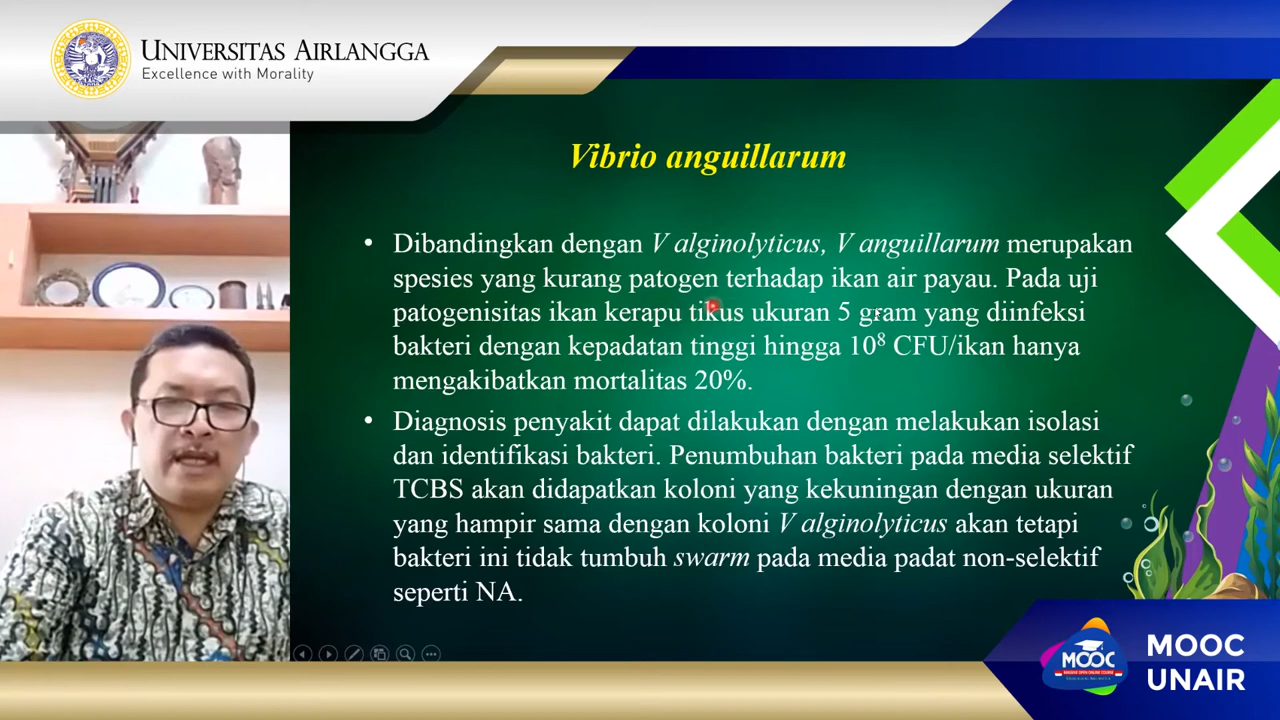 UNIVERSITAS AIRLANGGA
Excellence with Morality
Vibrio anguillarum
• Dibandingkan dengan V alginolyticus, V anguillarum merupakan
spesies yang kurang patogen terhadap ikan air payau. Pada uji
patogenisitas ikan kerapu tikus ukuran 5 gram yang diinfeksi
bakteri dengan kepadatan tinggi hingga 10⁸ CFU/ikan hanya
mengakibatkan mortalitas 20%.
• Diagnosis penyakit dapat dilakukan dengan melakukan isolasi
dan identifikasi bakteri. Penumbuhan bakteri pada media selektif
TCBS akan didapatkan koloni yang kekuningan dengan ukuran
yang hampir sama dengan koloni V alginolyticus akan tetapi
bakteri ini tidak tumbuh swarm pada media padat non-selektif
seperti NA.
MOOC
MOOC
UNAIR